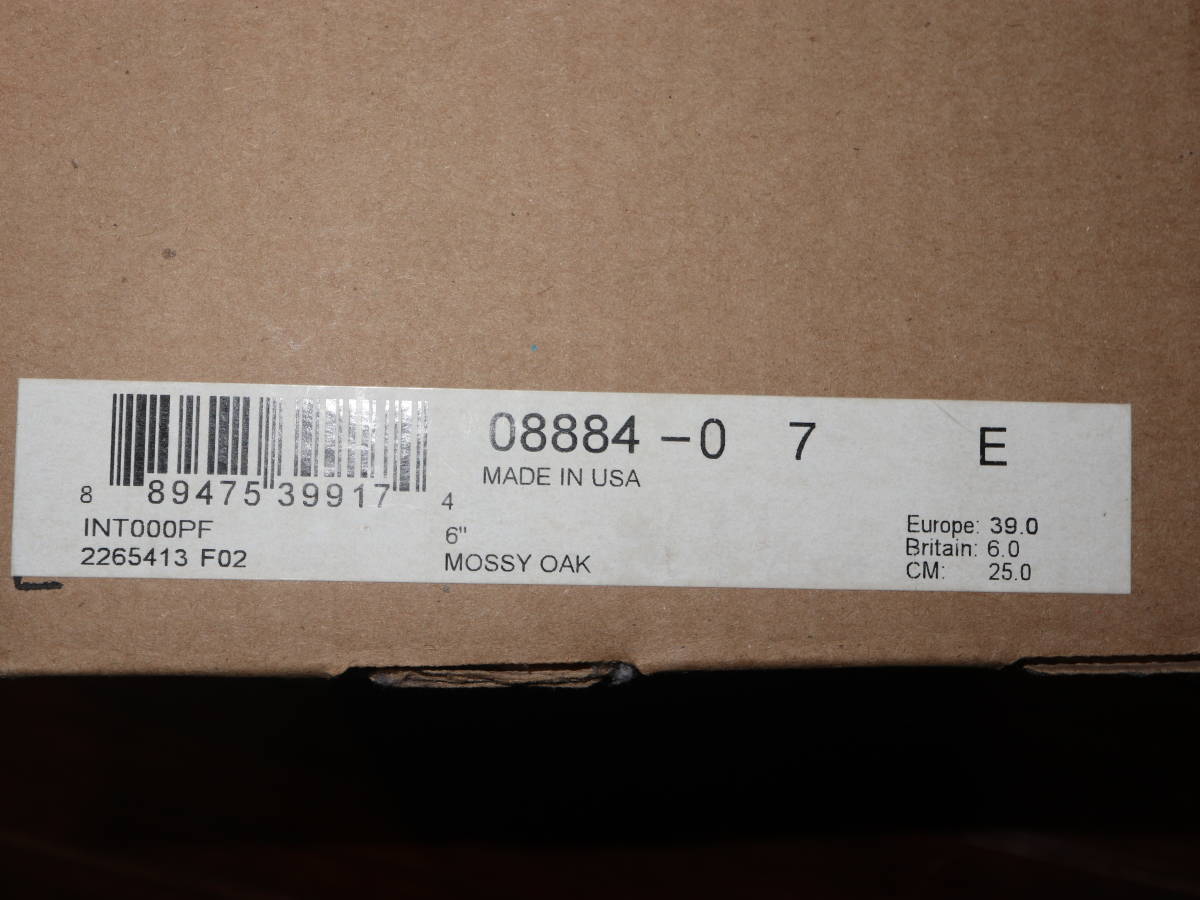 08884 -0 7 E
MADE IN USA
8 89475 39917 4
INT000PF
2265413 F02
6"
MOSSY OAK
Europe: 39.0
Britain: 6.0
CM: 25.0